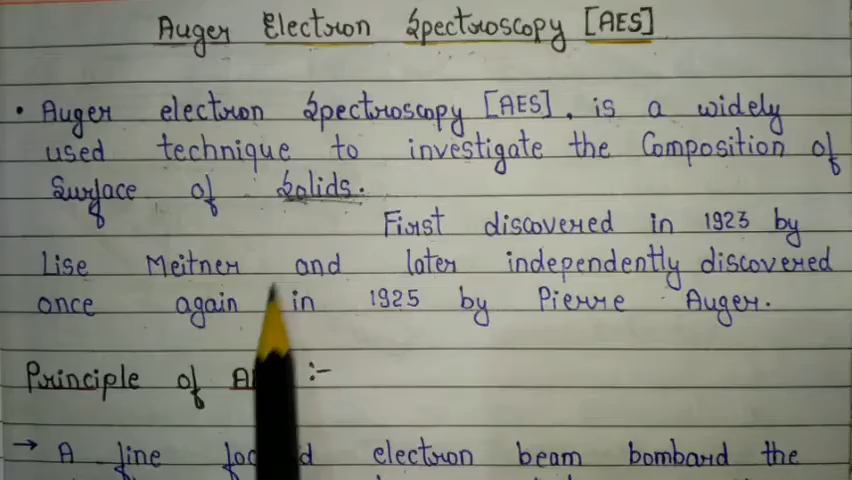 Auger Electron Spectroscopy [AES]
• Auger electron Spectroscopy [AES], is a widely
used technique to investigate the Composition of
Surface of Solids.
First discovered in 1923 by
Lise Meitner and later independently discovered
once again in 1925 by Pierre Auger.
Principle of :-
→ A fine electron beam bombard the